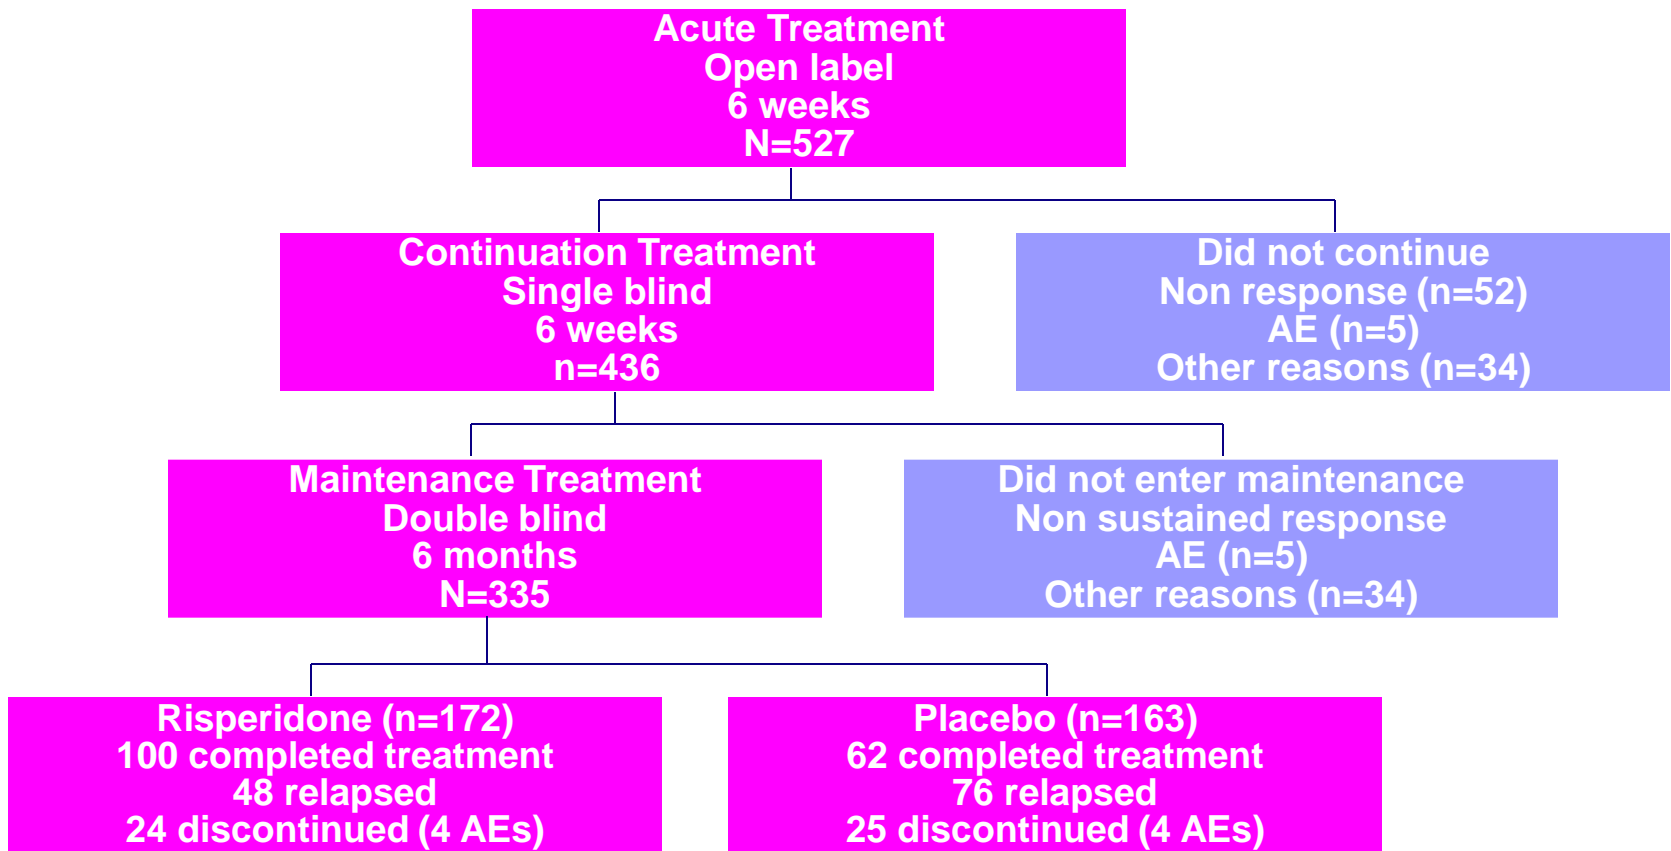 Acute Treatment
Open label
6 weeks
N=527
Continuation Treatment
Single blind
6 weeks
n=436
Did not continue
Non response (n=52)
AE (n=5)
Other reasons (n=34)
Maintenance Treatment
Double blind
6 months
N=335
Did not enter maintenance
Non sustained response
AE (n=5)
Other reasons (n=34)
Risperidone (n=172)
100 completed treatment
48 relapsed
24 discontinued (4 AEs)
Placebo (n=163)
62 completed treatment
76 relapsed
25 discontinued (4 AEs)